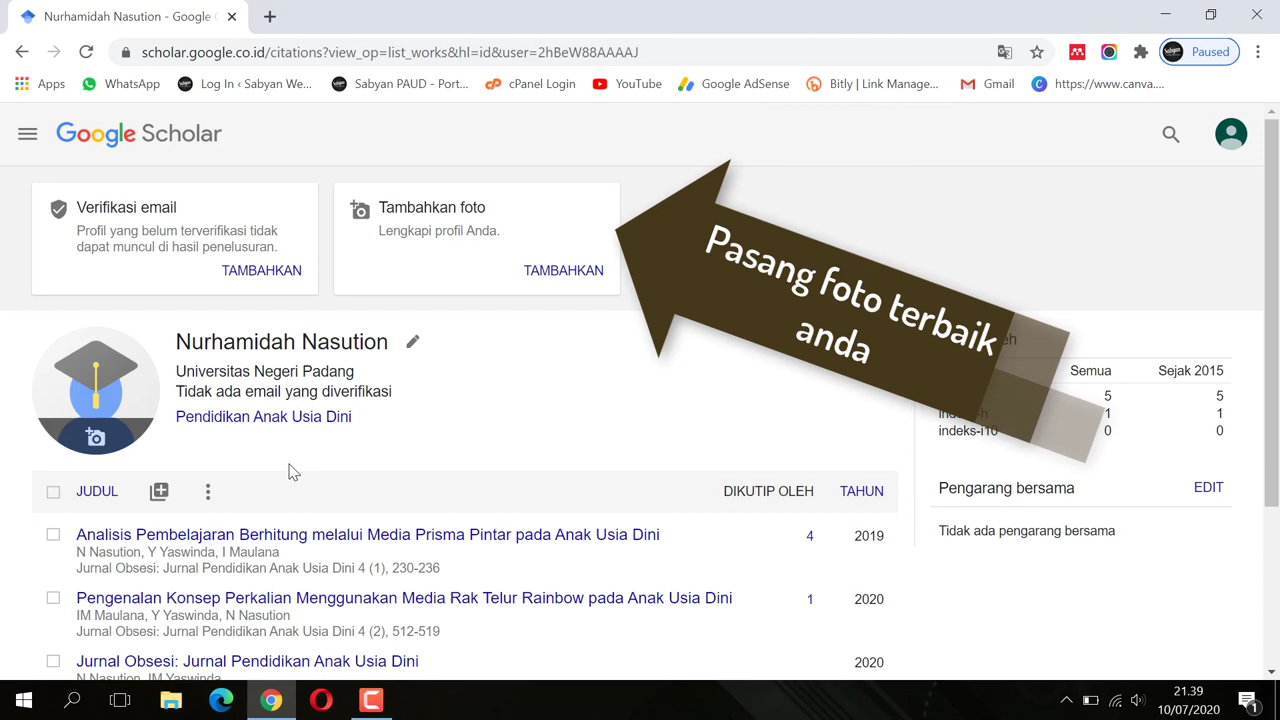 Nurhamidah Nasution - Google C
scholar.google.co.id/citations?view_op=list_works&hl=id&user=2hBeW88AAAAJ
Paused
Apps
WhatsApp
Log In ‹ Sabyan We...
Sabyan PAUD - Port...
cPanel Login
YouTube
Google AdSense
Bitly | Link Manage...
Gmail
https://www.canva....
Google Scholar
Verifikasi email
Profil yang belum terverifikasi tidak
dapat muncul di hasil penelusuran.
TAMBAHKAN
Tambahkan foto
Lengkapi profil Anda.
TAMBAHKAN
Pasang foto terbaik
anda
Nurhamidah Nasution
Universitas Negeri Padang
Tidak ada email yang diverifikasi
Pendidikan Anak Usia Dini
Semua Sejak 2015
5 5
indeks-h 1 1
indeks-i10 0 0
Pengarang bersama EDIT
Tidak ada pengarang bersama
JUDUL DIKUTIP OLEH TAHUN
Analisis Pembelajaran Berhitung melalui Media Prisma Pintar pada Anak Usia Dini 4 2019
N Nasution, Y Yaswinda, I Maulana
Jurnal Obsesi: Jurnal Pendidikan Anak Usia Dini 4 (1), 230-236
Pengenalan Konsep Perkalian Menggunakan Media Rak Telur Rainbow pada Anak Usia Dini 1 2020
IM Maulana, Y Yaswinda, N Nasution
Jurnal Obsesi: Jurnal Pendidikan Anak Usia Dini 4 (2), 512-519
Jurnal Obsesi: Jurnal Pendidikan Anak Usia Dini 2020
N Nasution, IM Yaswinda
21.39
10/07/2020
1